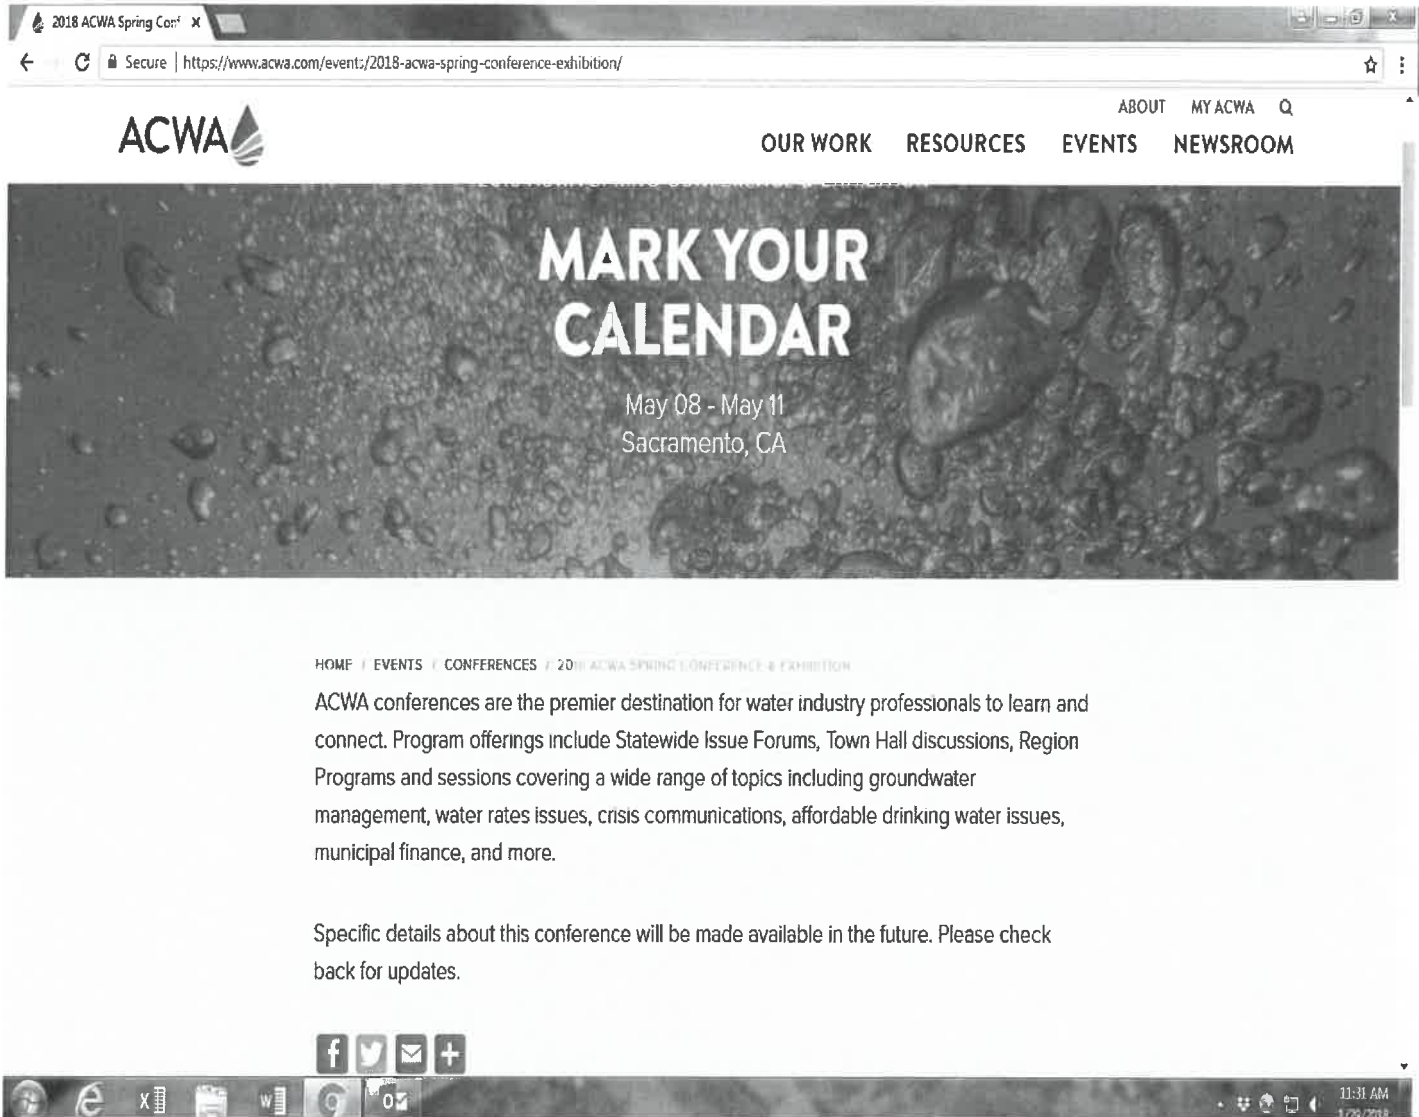 2018 ACWA Spring Conf
Secure | https://www.acwa.com/events/2018-acwa-spring-conference-exhibition/
ABOUT MY ACWA
ACWA
OUR WORK RESOURCES EVENTS NEWSROOM
MARK YOUR
CALENDAR
May 08 - May 11
Sacramento, CA
HOME / EVENTS / CONFERENCES / 2018 ACWA SPRING CONFERENCE & EXHIBITION
ACWA conferences are the premier destination for water industry professionals to learn and
connect. Program offerings include Statewide Issue Forums, Town Hall discussions, Region
Programs and sessions covering a wide range of topics including groundwater
management, water rates issues, crisis communications, affordable drinking water issues,
municipal finance, and more.
Specific details about this conference will be made available in the future. Please check
back for updates.
11:31 AM